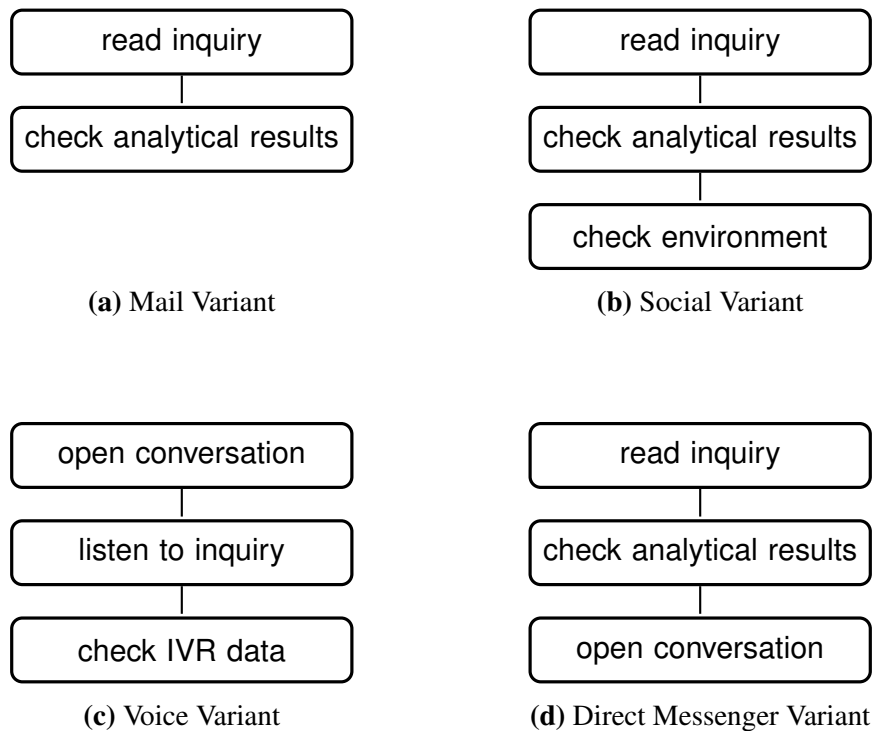 read inquiry
check analytical results
(a) Mail Variant
read inquiry
check analytical results
check environment
(b) Social Variant
open conversation
listen to inquiry
check IVR data
(c) Voice Variant
read inquiry
check analytical results
open conversation
(d) Direct Messenger Variant